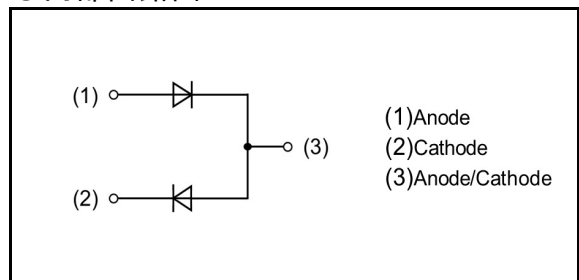 (1)
(2)
(3)
(1)Anode
(2)Cathode
(3)Anode/Cathode